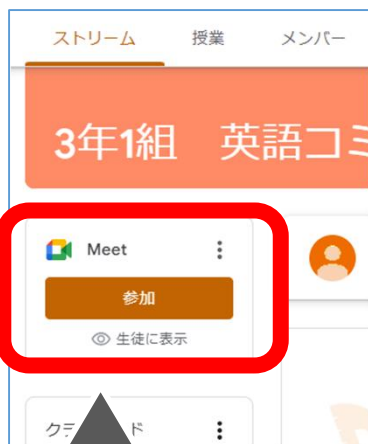 ストリーム 授業 メンバー
3年1組 英語コミ
Meet
参加
生徒に表示